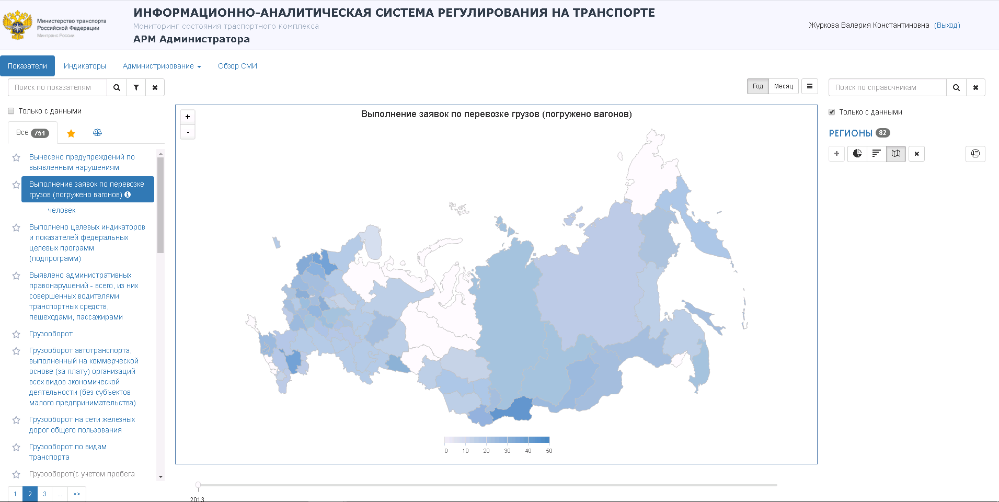 Министерство транспорта
Российской Федерации
Минтранс России
ИНФОРМАЦИОННО-АНАЛИТИЧЕСКАЯ СИСТЕМА РЕГУЛИРОВАНИЯ НА ТРАНСПОРТЕ
Мониторинг состояния траспортного комплекса
АРМ Администратора
Журкова Валерия Константиновна (Выход)
Показатели Индикаторы Администрирование Обзор СМИ
Поиск по показателям
Только с данными
Все 751
Вынесено предупреждений по
выявленным нарушениям
Выполнение заявок по перевозке
грузов (погружено вагонов)
человек
Выполнено целевых индикаторов
и показателей федеральных
целевых программ
(подпрограмм)
Выявлено административных
правонарушений - всего, из них
совершенных водителями
транспортных средств,
пешеходами, пассажирами
Грузооборот
Грузооборот автотранспорта,
выполненный на коммерческой
основе (за плату) организаций
всех видов экономической
деятельности (без субъектов
малого предпринимательства)
Грузооборот на сети железных
дорог общего пользования
Грузооборот по видам
транспорта
Грузооборот(с учетом пробега
1 2 3 ... >>
Год Месяц
+
-
Выполнение заявок по перевозке грузов (погружено вагонов)
0 10 20 30 40 50
2013
Поиск по справочникам
Только с данными
РЕГИОНЫ 82